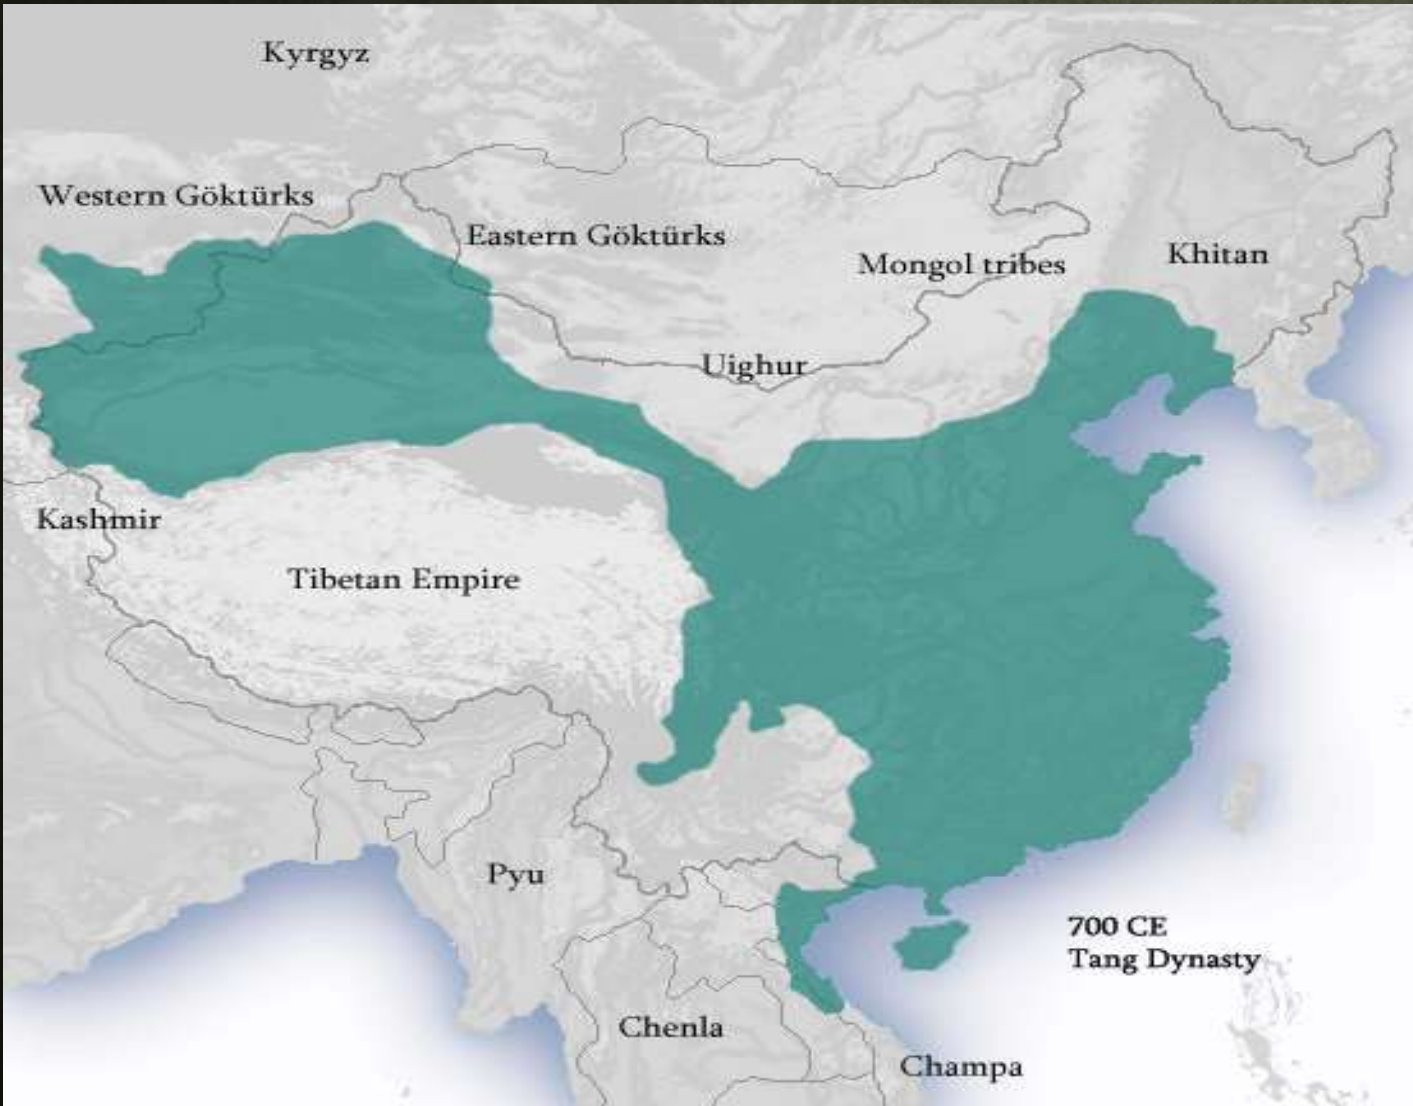 Kyrgyz
Western Göktürks
Eastern Göktürks
Mongol tribes
Khitan
Uighur
Kashmir
Tibetan Empire
Pyu
700 CE
Tang Dynasty
Chenla
Champa